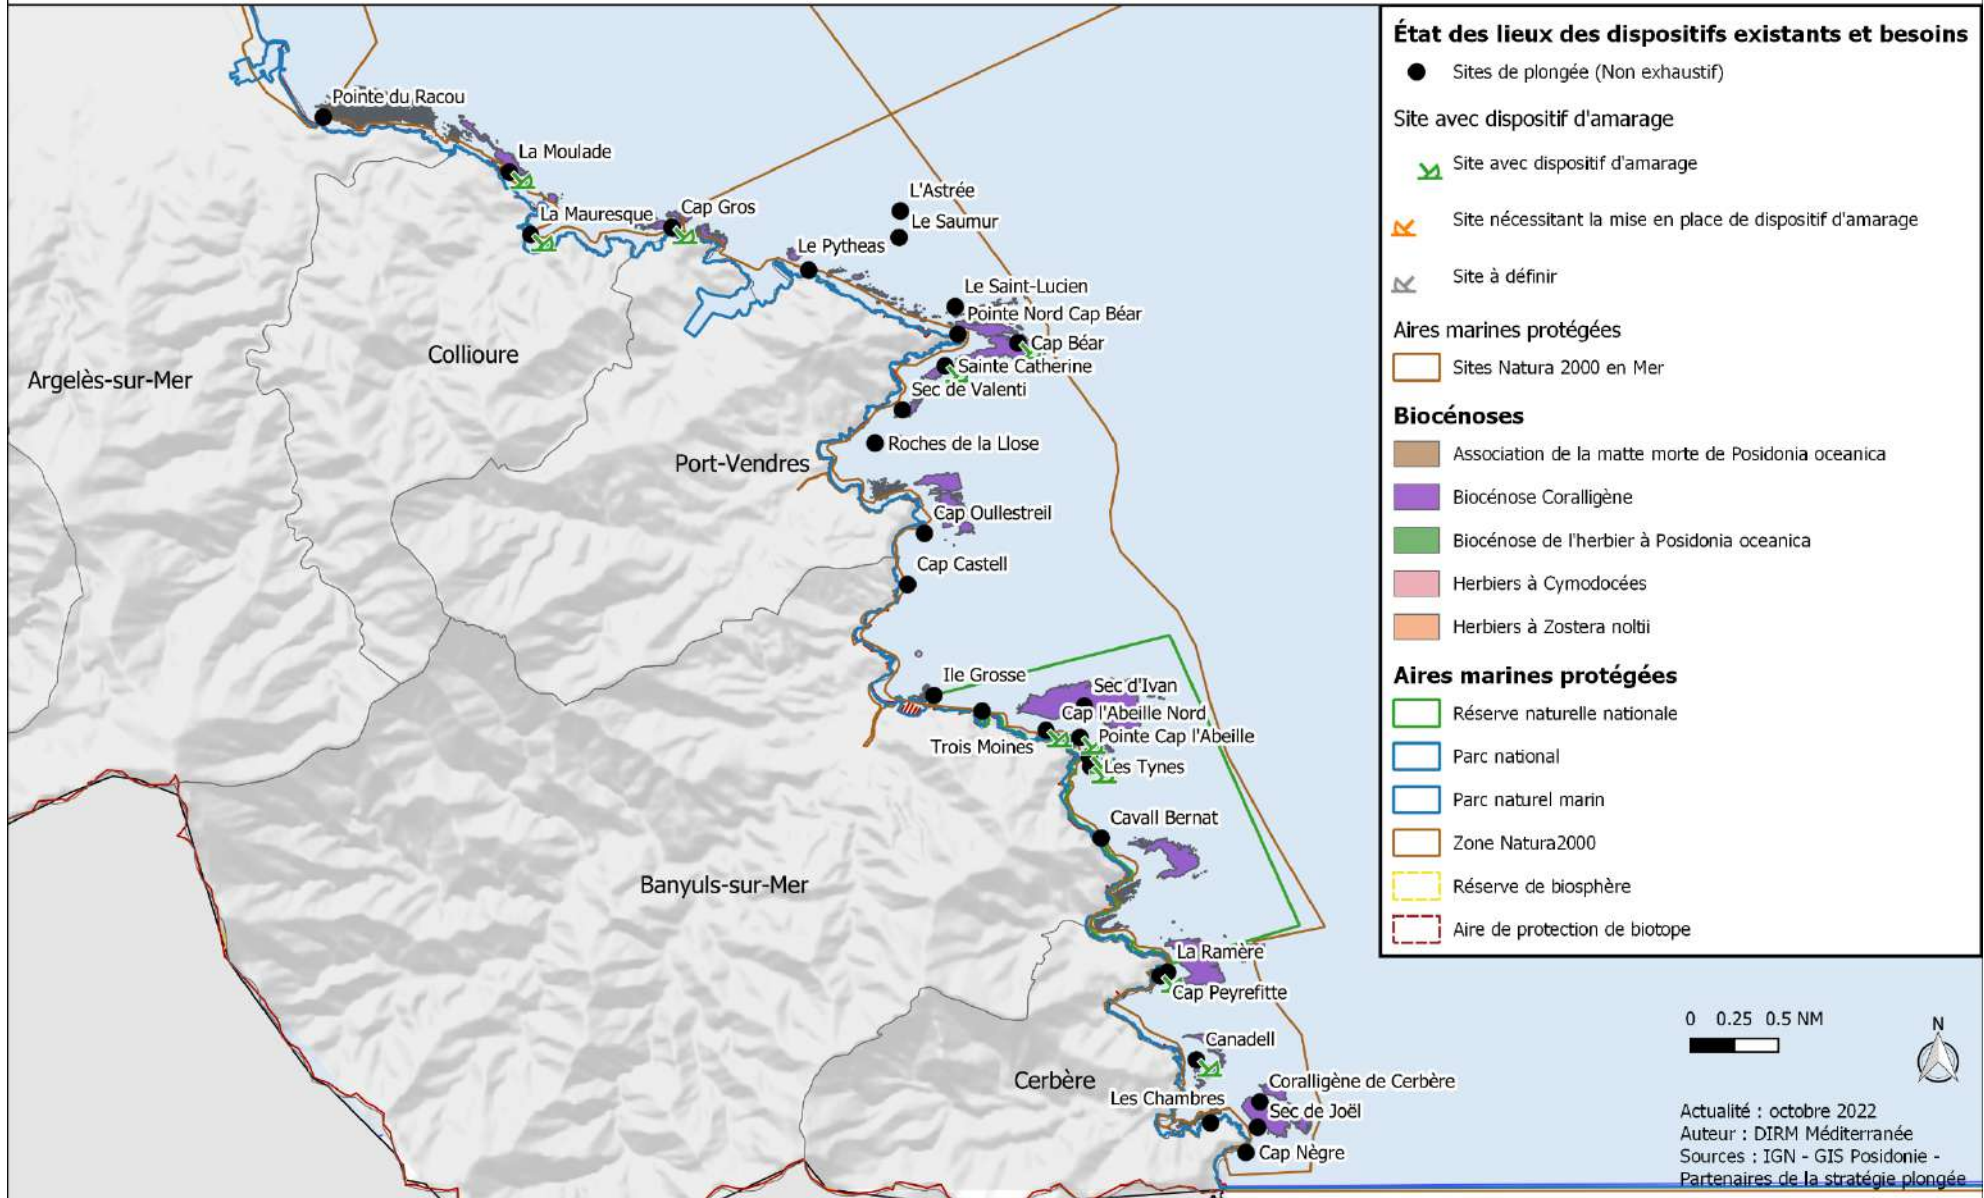 Pointe du Racou
La Moulade
La Mauresque
Cap Gros
L'Astrée
Le Saumur
Le Pytheas
Le Saint-Lucien
Pointe Nord Cap Béar
Cap Béar
Collioure
Sainte Catherine
Argelès-sur-Mer
Sec de Valenti
Roches de la Llose
Port-Vendres
Cap Oullestreil
Cap Castell
Ile Grosse
Sec d'Ivan
Cap l'Abeille Nord
Pointe Cap l'Abeille
Trois Moines
Les Tynes
Cavall Bernat
Banyuls-sur-Mer
La Ramère
Cap Peyrefitte
Canadell
Cerbère
Coralligène de Cerbère
Les Chambres
Sec de Joël
Cap Nègre
État des lieux des dispositifs existants et besoins
Sites de plongée (Non exhaustif)
Site avec dispositif d'amarage
Site avec dispositif d'amarage
Site nécessitant la mise en place de dispositif d'amarage
Site à définir
Aires marines protégées
Sites Natura 2000 en Mer
Biocénoses
Association de la matte morte de Posidonia oceanica
Biocénose Coralligène
Biocénose de l'herbier à Posidonia oceanica
Herbiers à Cymodocées
Herbiers à Zostera noltii
Aires marines protégées
Réserve naturelle nationale
Parc national
Parc naturel marin
Zone Natura2000
Réserve de biosphère
Aire de protection de biotope
0 0.25 0.5 NM
N
Actualité : octobre 2022
Auteur : DIRM Méditerranée
Sources : IGN - GIS Posidonie -
Partenaires de la stratégie plongée